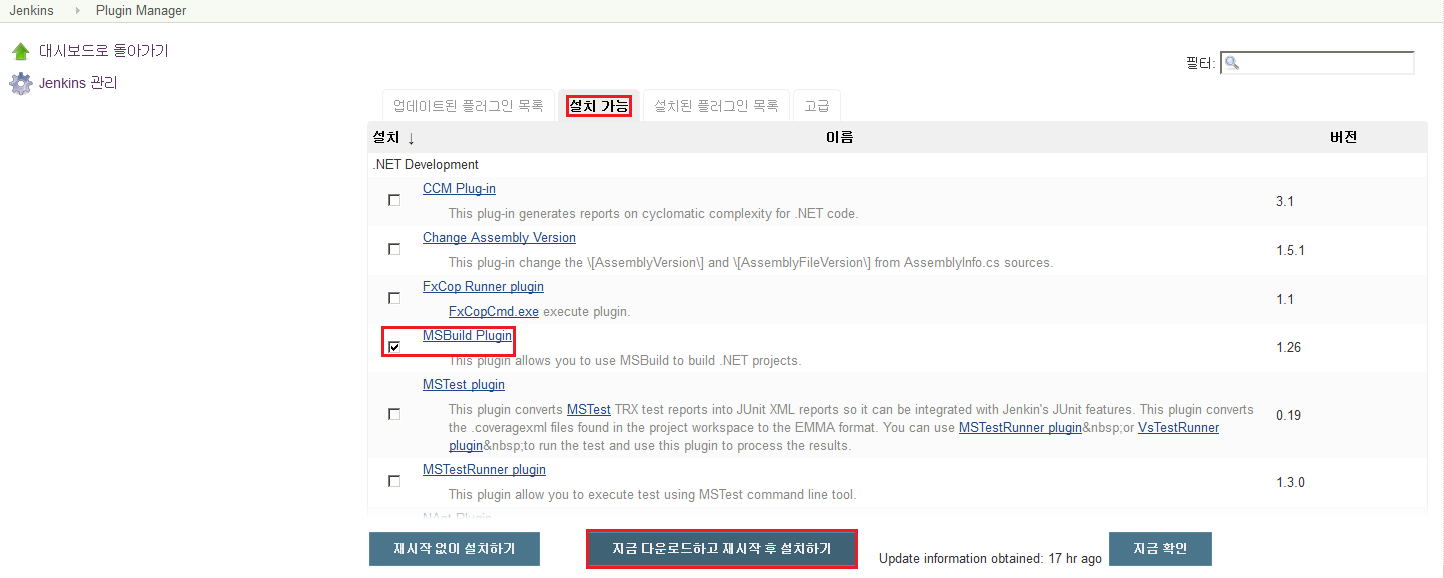 Jenkins Plugin Manager
대시보드로 돌아가기
Jenkins 관리
필터:
업데이트된 플러그인 목록 설치 가능 설치된 플러그인 목록 고급
설치 ↓ 이름 버전
.NET Development
CCM Plug-in
This plug-in generates reports on cyclomatic complexity for .NET code.
3.1
Change Assembly Version
This plug-in change the \[AssemblyVersion\] and \[AssemblyFileVersion\] from AssemblyInfo.cs sources.
1.5.1
FxCop Runner plugin
FxCopCmd.exe execute plugin.
1.1
MSBuild Plugin
This plugin allows you to use MSBuild to build .NET projects.
1.26
MSTest plugin
This plugin converts MSTest TRX test reports into JUnit XML reports so it can be integrated with Jenkin's JUnit features. This plugin converts
the .coveragexml files found in the project workspace to the EMMA format. You can use MSTestRunner plugin&nbsp;or VsTestRunner
plugin&nbsp;to run the test and use this plugin to process the results.
0.19
MSTestRunner plugin
This plugin allow you to execute test using MSTest command line tool.
1.3.0
NAnt Plugin
재시작 없이 설치하기 지금 다운로드하고 재시작 후 설치하기 Update information obtained: 17 hr ago 지금 확인